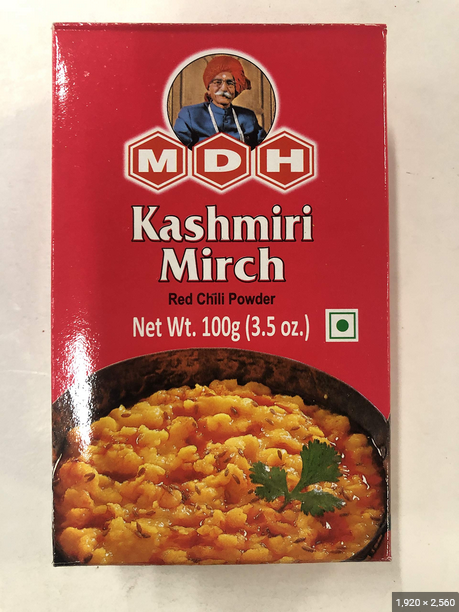 MDH
Kashmiri
Mirch
Red Chili Powder
Net Wt. 100g (3.5 oz.)
1,920 × 2,560